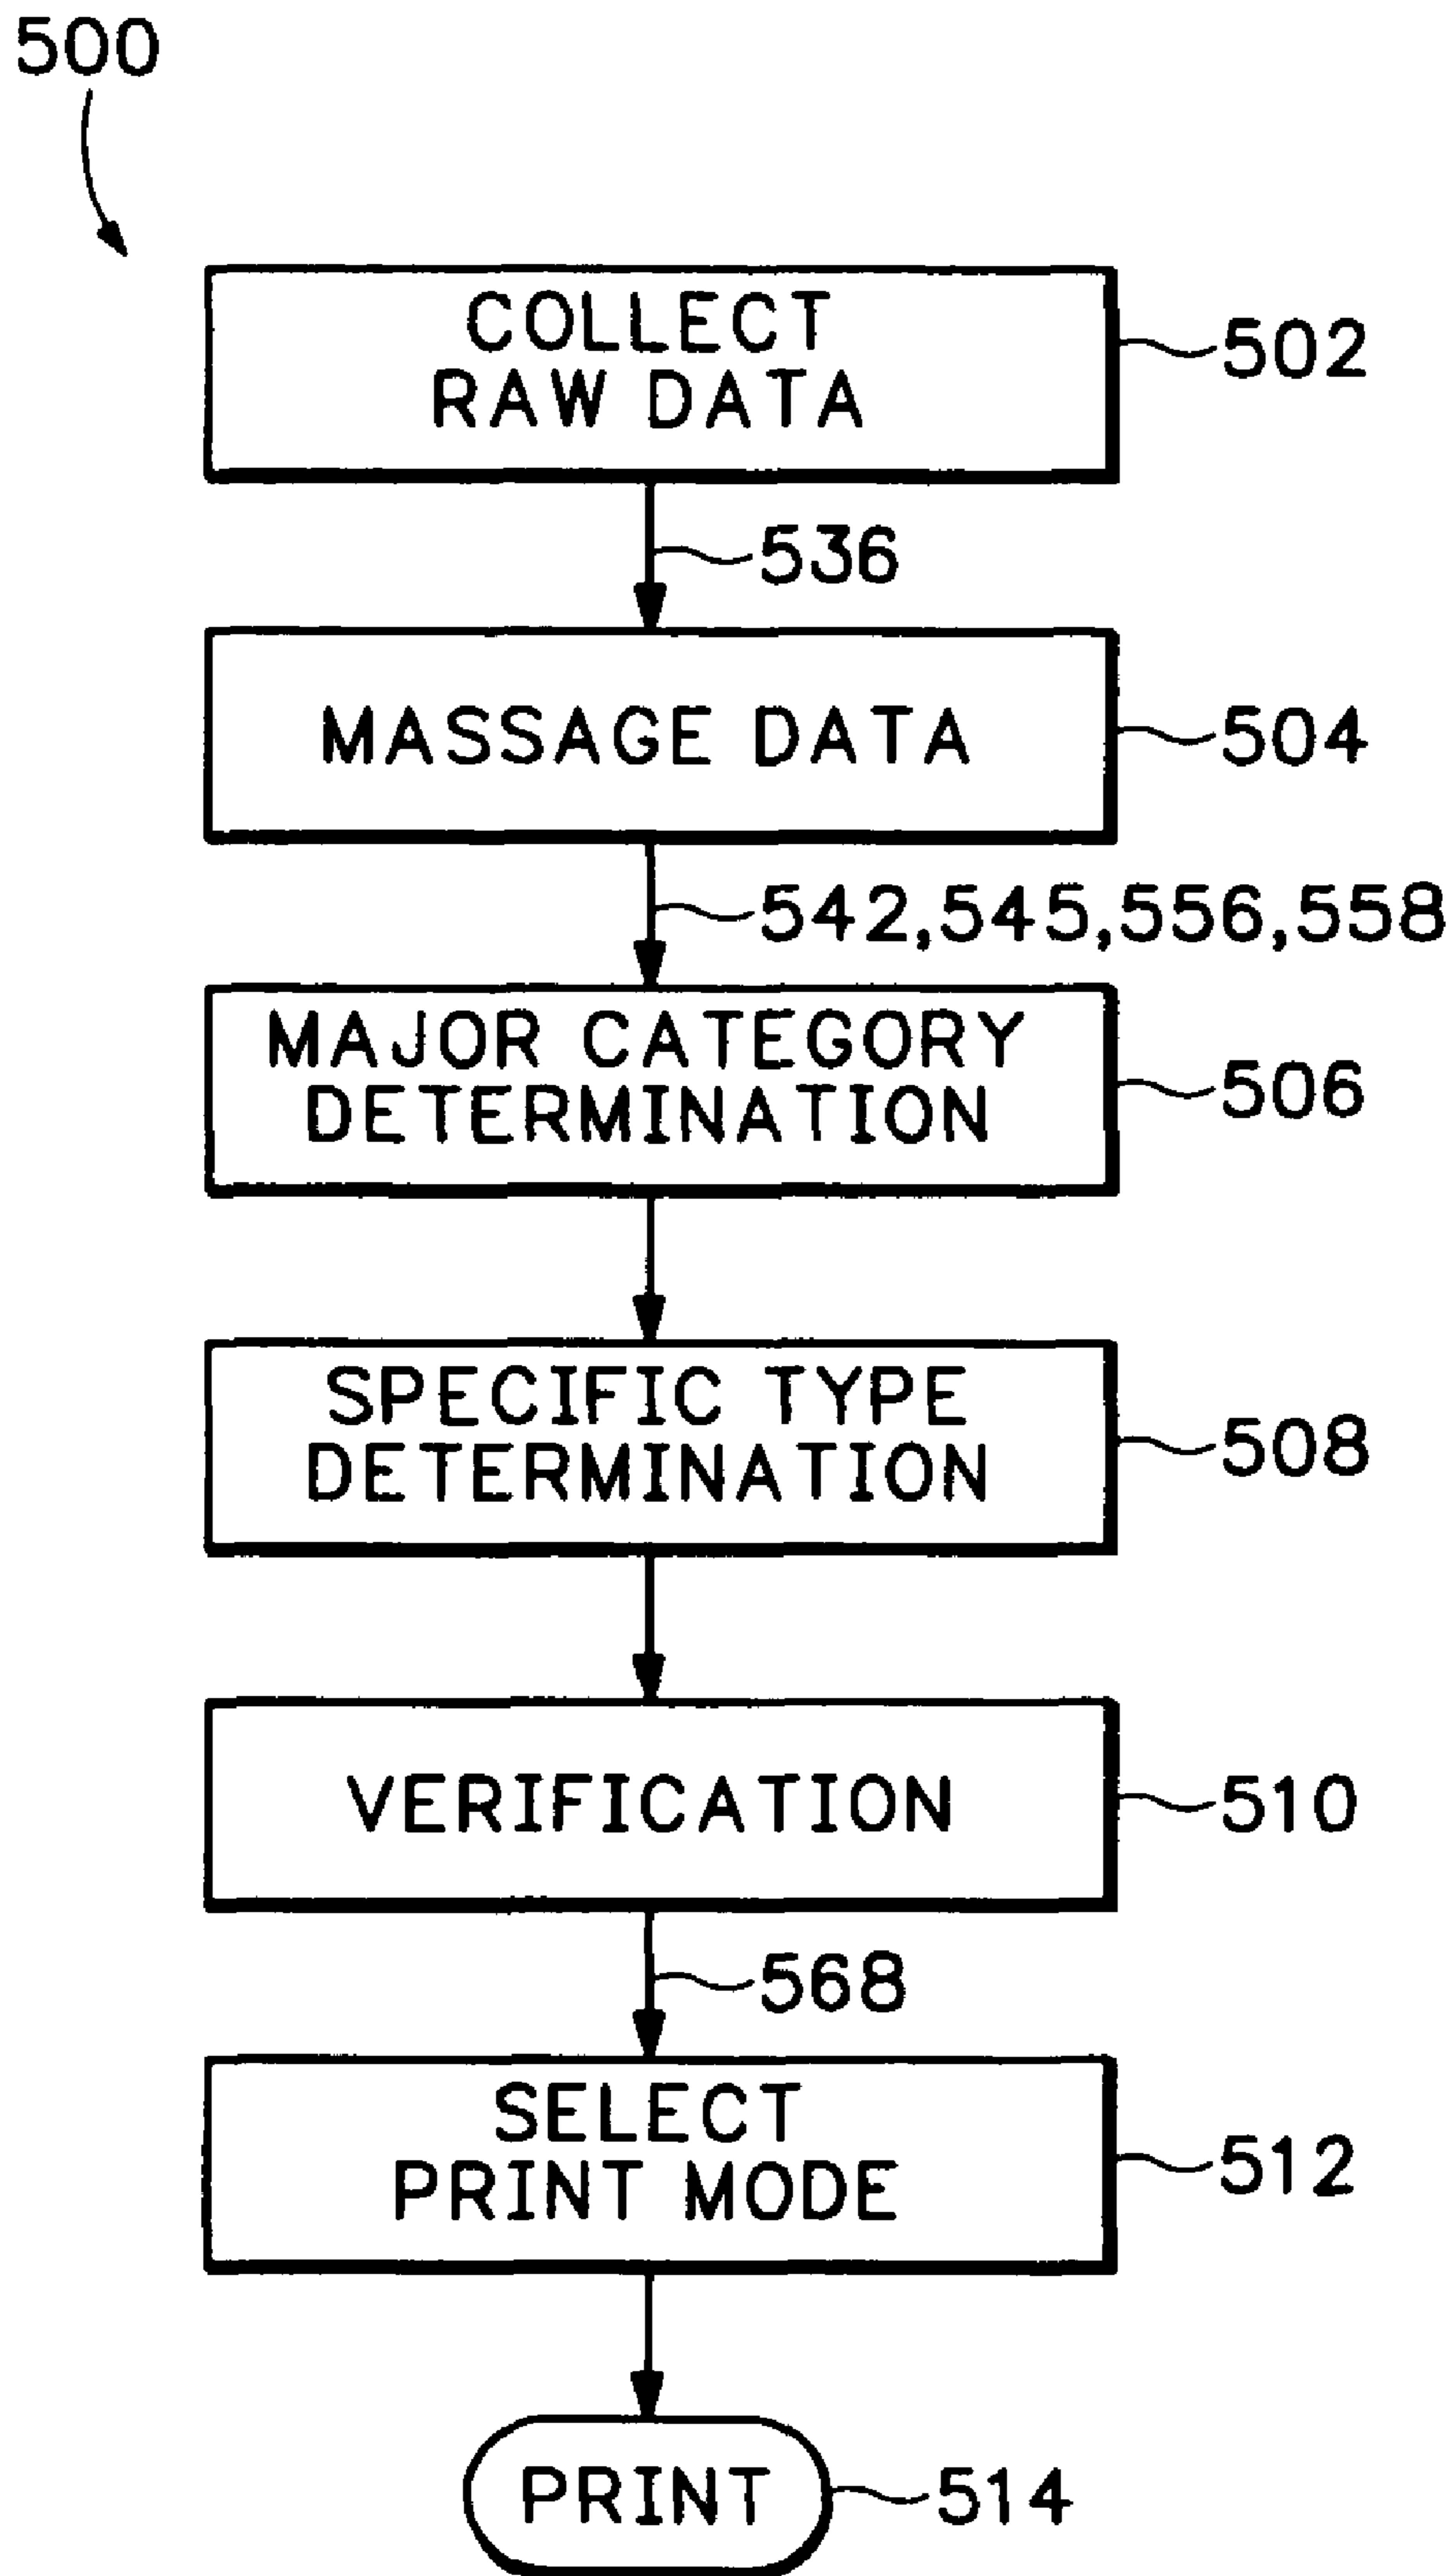 500
COLLECT
RAW DATA
502
536
MASSAGE DATA
504
542,545,556,558
MAJOR CATEGORY
DETERMINATION
506
SPECIFIC TYPE
DETERMINATION
508
VERIFICATION
510
568
SELECT
PRINT MODE
512
PRINT
514